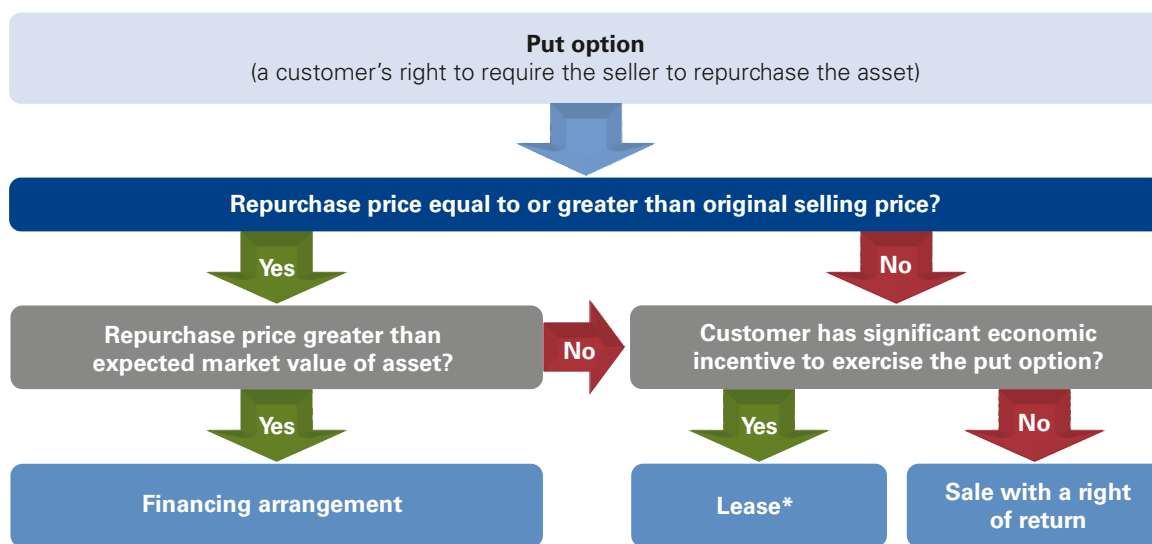 Put option
(a customer's right to require the seller to repurchase the asset)
Repurchase price equal to or greater than original selling price?
Yes
No
Repurchase price greater than
expected market value of asset?
No
Customer has significant economic
incentive to exercise the put option?
Yes
Yes
No
Financing arrangement
Lease*
Sale with a right
of return